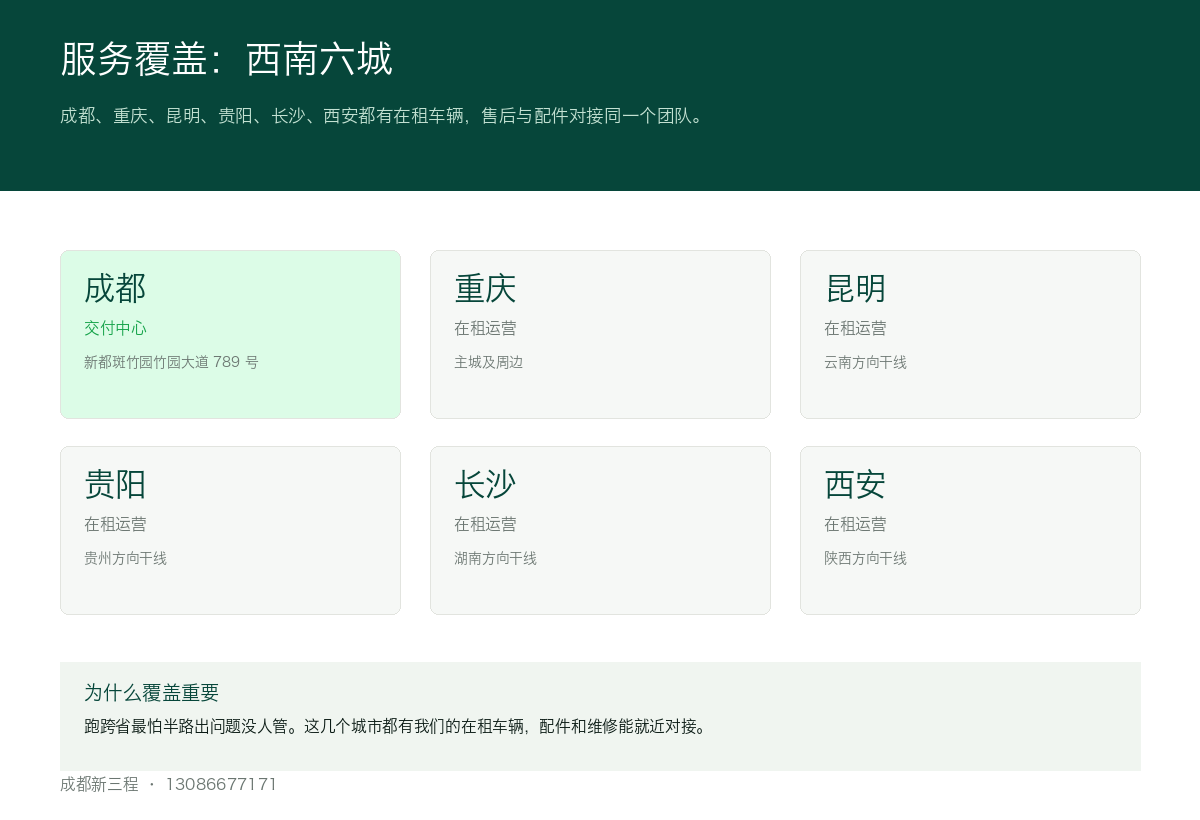 服务覆盖：西南六城
成都、重庆、昆明、贵阳、长沙、西安都有在租车辆，售后与配件对接同一个团队。
成都
交付中心
新都斑竹园竹园大道 789 号
重庆
在租运营
主城及周边
昆明
在租运营
云南方向干线
贵阳
在租运营
贵州方向干线
长沙
在租运营
湖南方向干线
西安
在租运营
陕西方向干线
为什么覆盖重要
跑跨省最怕半路出问题没人管。这几个城市都有我们的在租车辆，配件和维修能就近对接。
成都新三程 · 13086677171